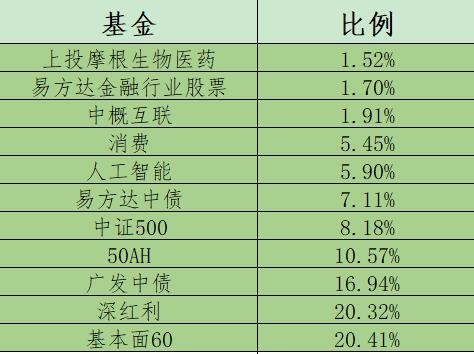 基金 比例
上投摩根生物医药 1.52%
易方达金融行业股票 1.70%
中概互联 1.91%
消费 5.45%
人工智能 5.90%
易方达中债 7.11%
中证500 8.18%
50AH 10.57%
广发中债 16.94%
深红利 20.32%
基本面60 20.41%